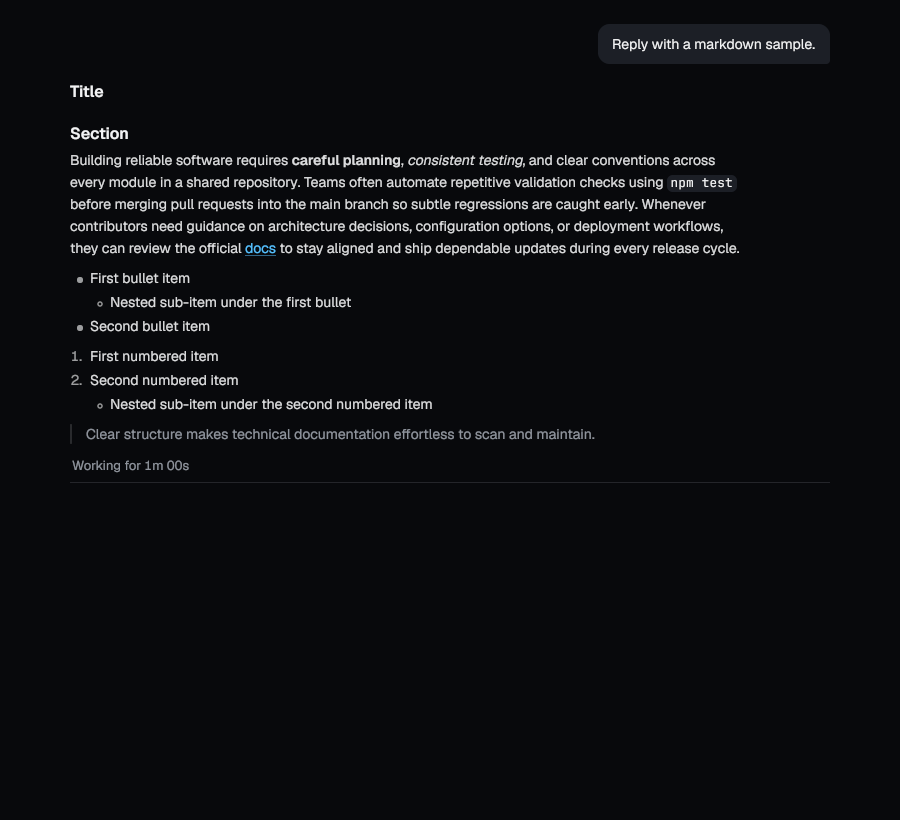 Reply with a markdown sample.
Title
Section
Building reliable software requires careful planning, consistent testing, and clear conventions across
every module in a shared repository. Teams often automate repetitive validation checks using npm test
before merging pull requests into the main branch so subtle regressions are caught early. Whenever
contributors need guidance on architecture decisions, configuration options, or deployment workflows,
they can review the official docs to stay aligned and ship dependable updates during every release cycle.
First bullet item
Nested sub-item under the first bullet
Second bullet item
1. First numbered item
2. Second numbered item
Nested sub-item under the second numbered item
Clear structure makes technical documentation effortless to scan and maintain.
Working for 1m 00s